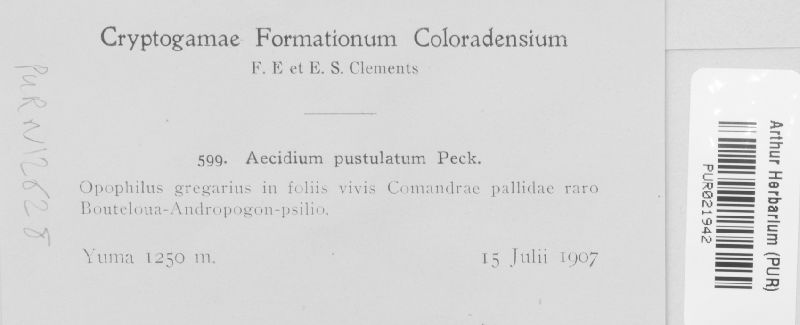 Cryptogamae Formationum Coloradensium
F. E et E. S. Clements
599. Aecidium pustulatum Peck.
Opophilus gregarius in foliis vivis Comandrae pallidae raro
Bouteloua-Andropogon-psilio.
Yuma 1250 m. 15 Julii 1907
PUR N12628
Arthur Herbarium (PUR)
PUR021942